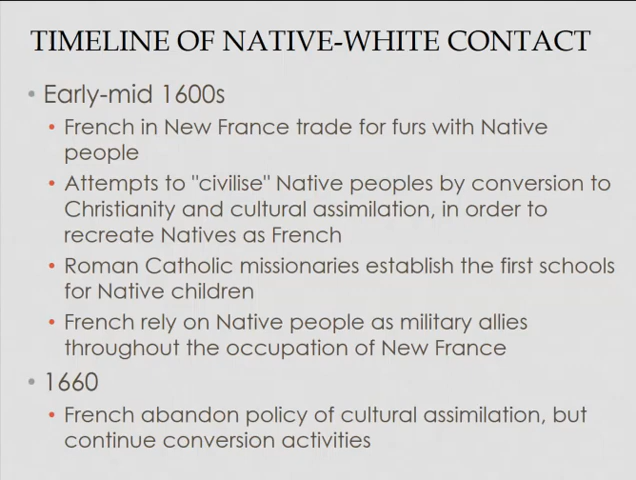 TIMELINE OF NATIVE-WHITE CONTACT
• Early-mid 1600s
• French in New France trade for furs with Native
people
• Attempts to "civilise" Native peoples by conversion to
Christianity and cultural assimilation, in order to
recreate Natives as French
• Roman Catholic missionaries establish the first schools
for Native children
• French rely on Native people as military allies
throughout the occupation of New France
• 1660
• French abandon policy of cultural assimilation, but
continue conversion activities